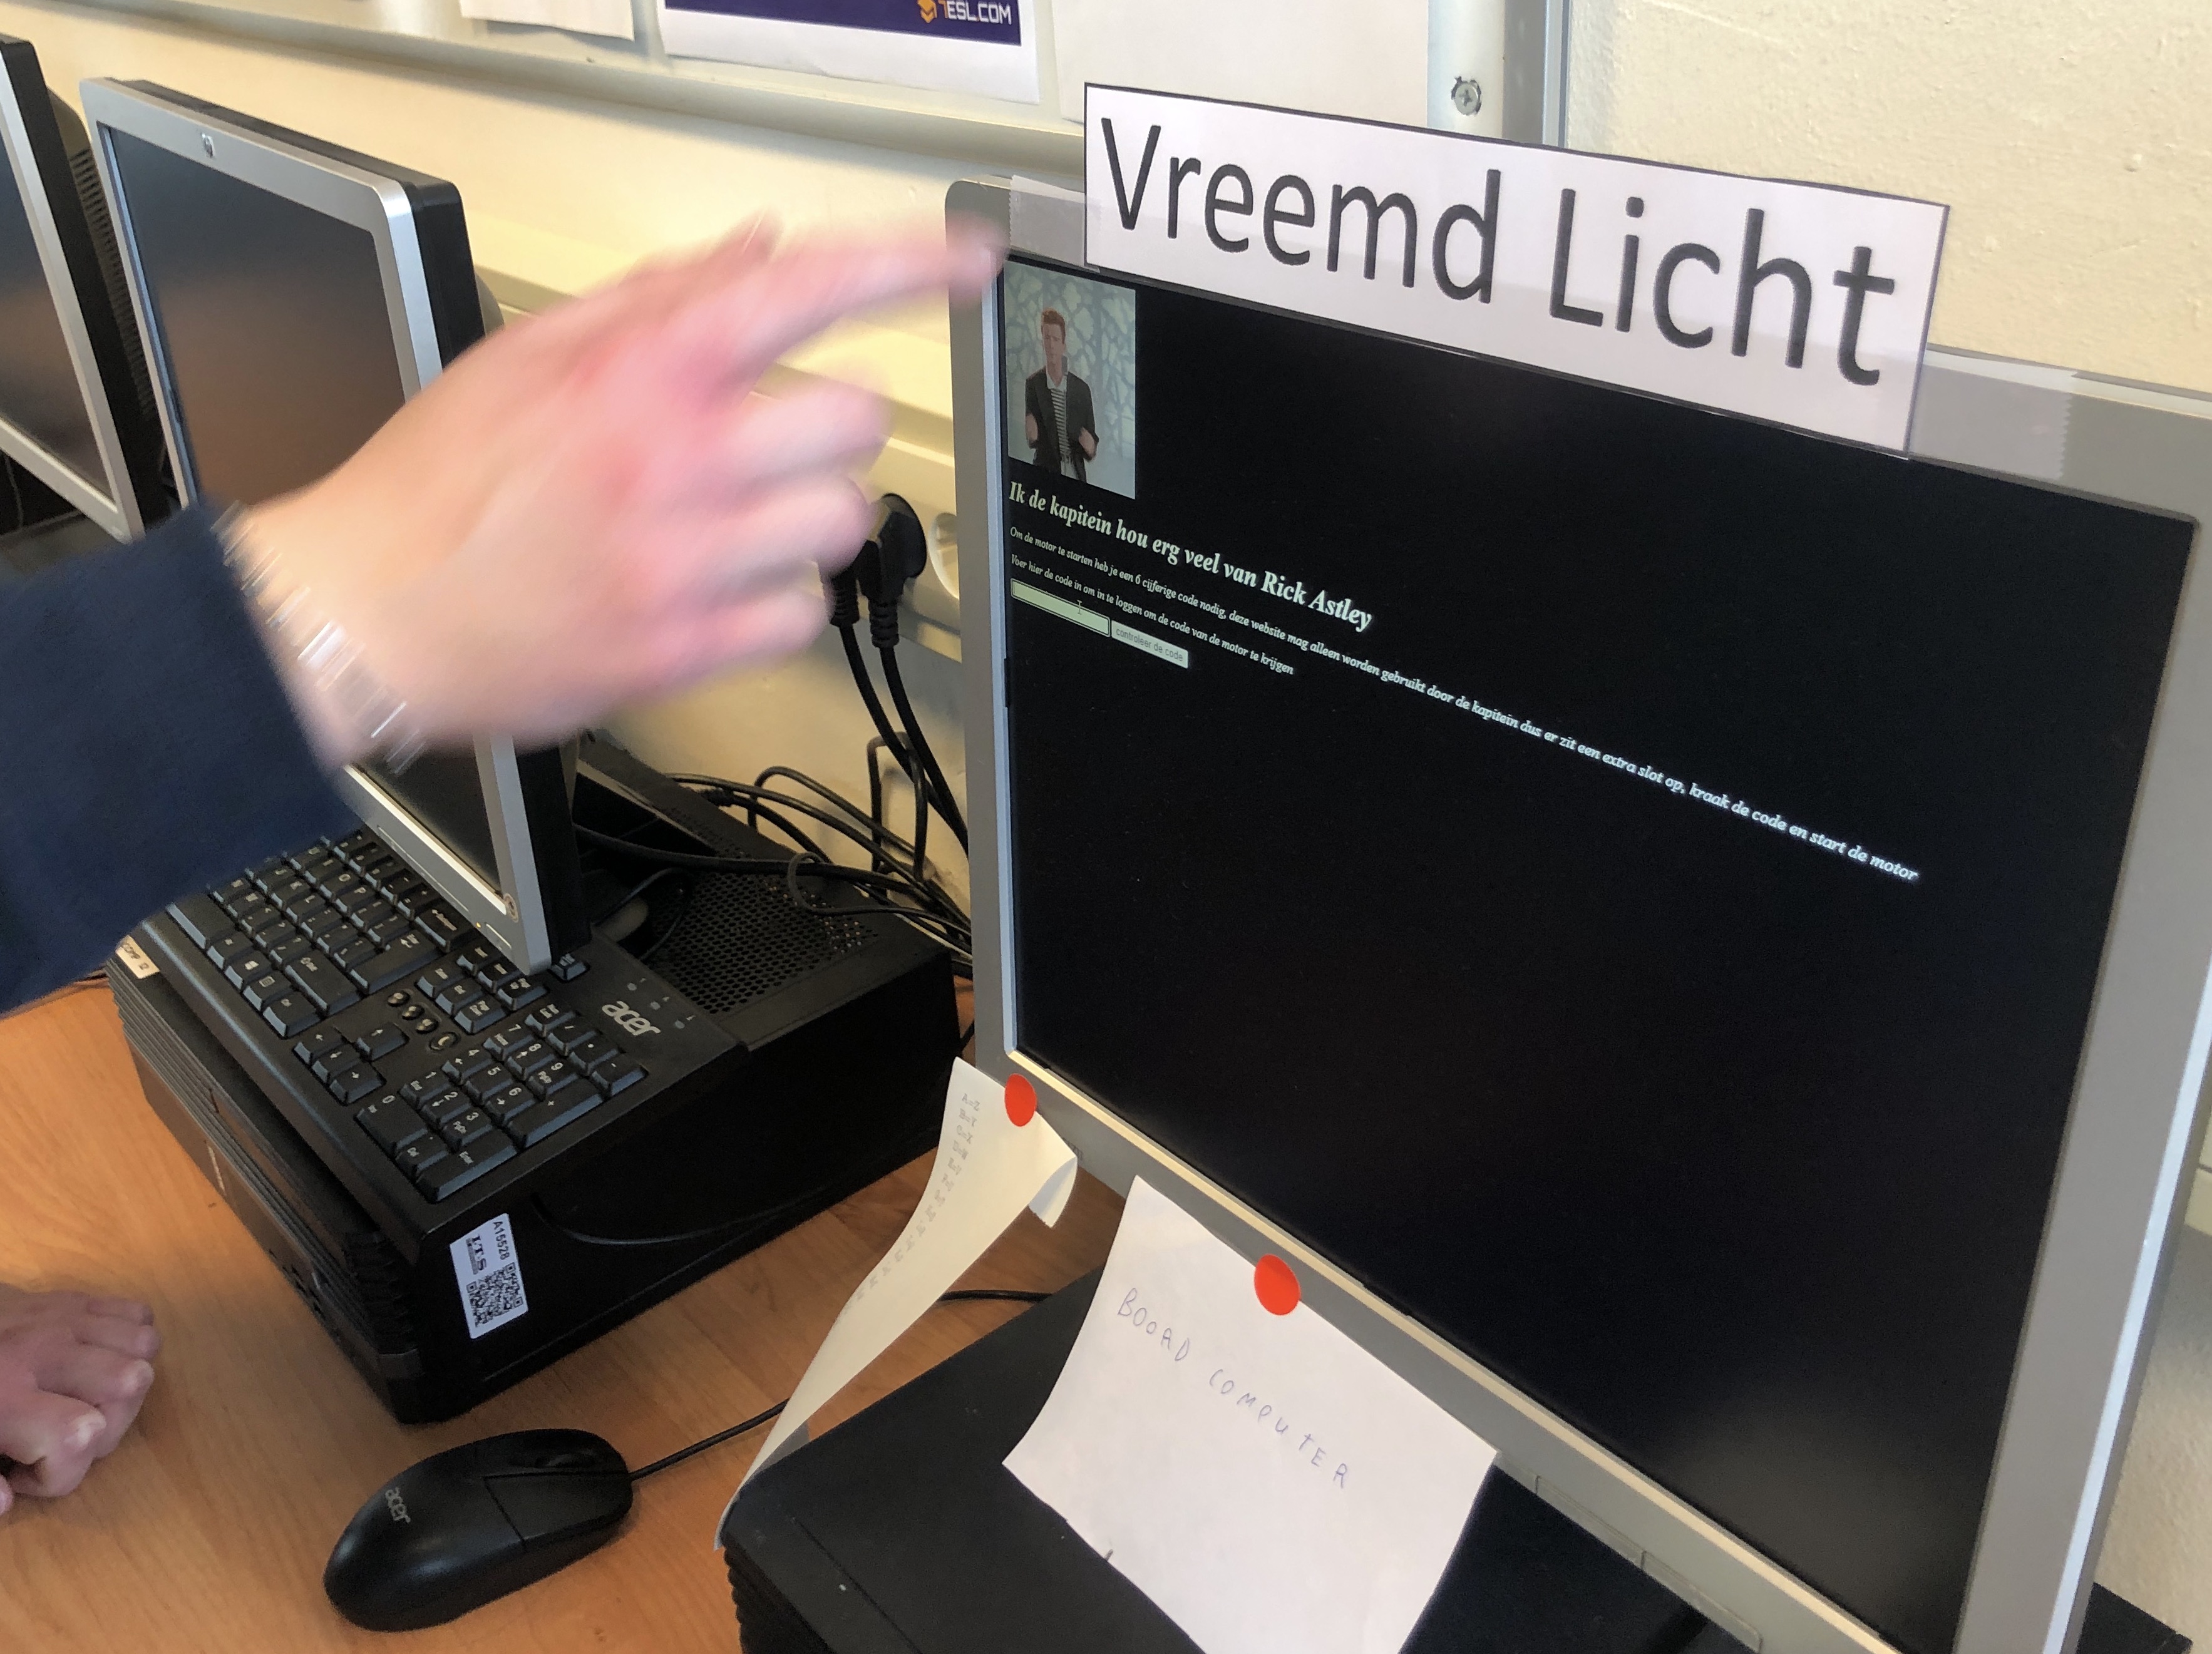 7ESL.COM
Vreemd Licht
Ik de kapitein hou erg veel van Rick Astley
Om de motor te starten heb je een 6 cijferige code nodig, deze website mag alleen worden gebruikt door de kapitein dus er zit een extra slot op, kraak de code en start de motor
Voer hier de code in om in te loggen om de code van de motor te krijgen
controleer de code
acer
A15528
LTS
A=Z
B=Y
C=X
BOORD COMPUTER
acer